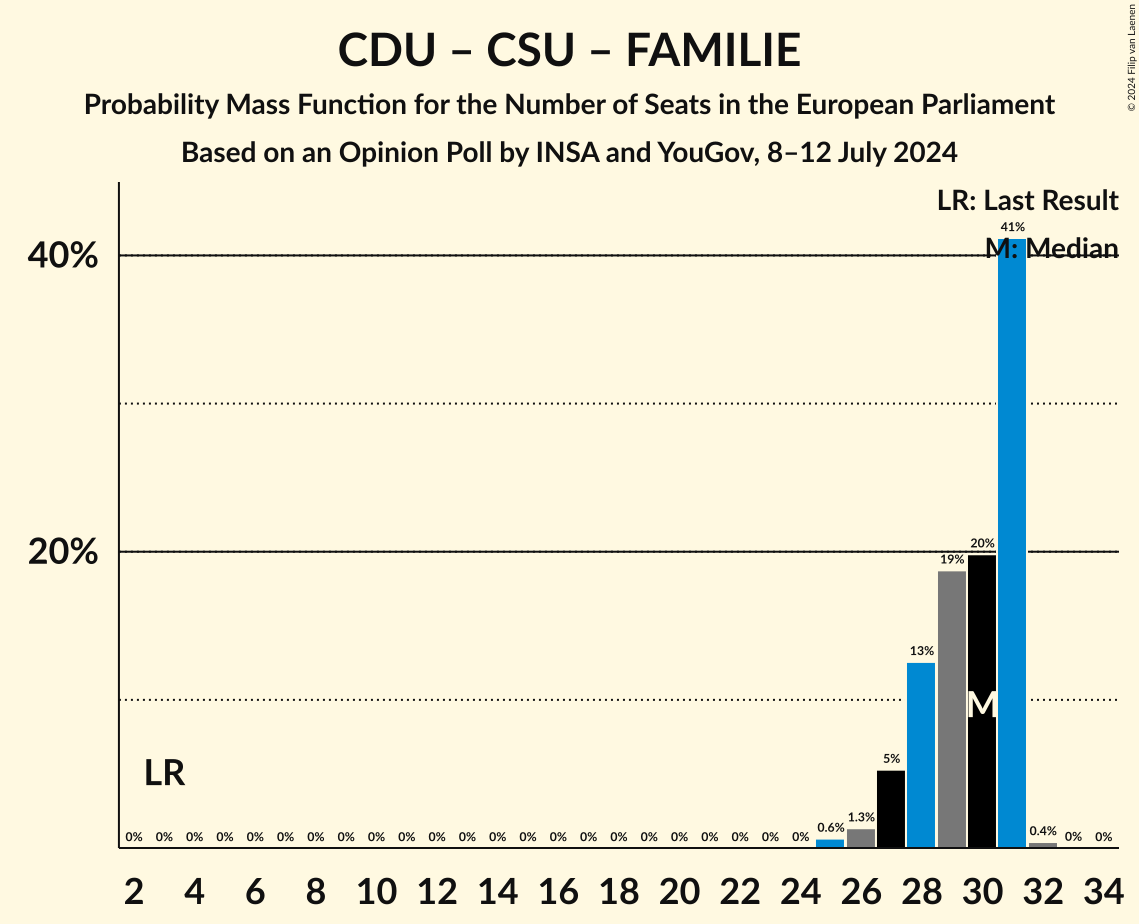 CDU – CSU – FAMILIE
Probability Mass Function for the Number of Seats in the European Parliament
Based on an Opinion Poll by INSA and YouGov, 8–12 July 2024
© 2024 Filip van Laenen
LR: Last Result
41%
M: Median
40%
20%
20%
19%
13%
M
5%
LR
0% 0% 0% 0% 0% 0% 0% 0% 0% 0% 0% 0% 0% 0% 0% 0% 0% 0% 0% 0% 0% 0% 0% 0.6% 1.3% 0.4% 0% 0%
2 4 6 8 10 12 14 16 18 20 22 24 26 28 30 32 34